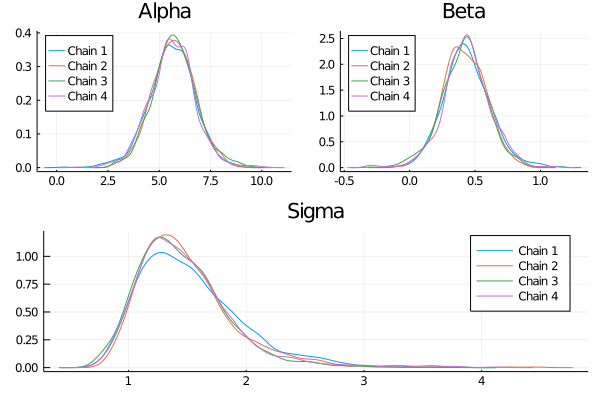 Alpha
Beta
0.4
0.3
0.2
0.1
0.0
Chain 1
Chain 2
Chain 3
Chain 4
0.0 2.5 5.0 7.5 10.0
2.5
2.0
1.5
1.0
0.5
0.0
Chain 1
Chain 2
Chain 3
Chain 4
-0.5 0.0 0.5 1.0
Sigma
1.00
0.75
0.50
0.25
0.00
Chain 1
Chain 2
Chain 3
Chain 4
1 2 3 4